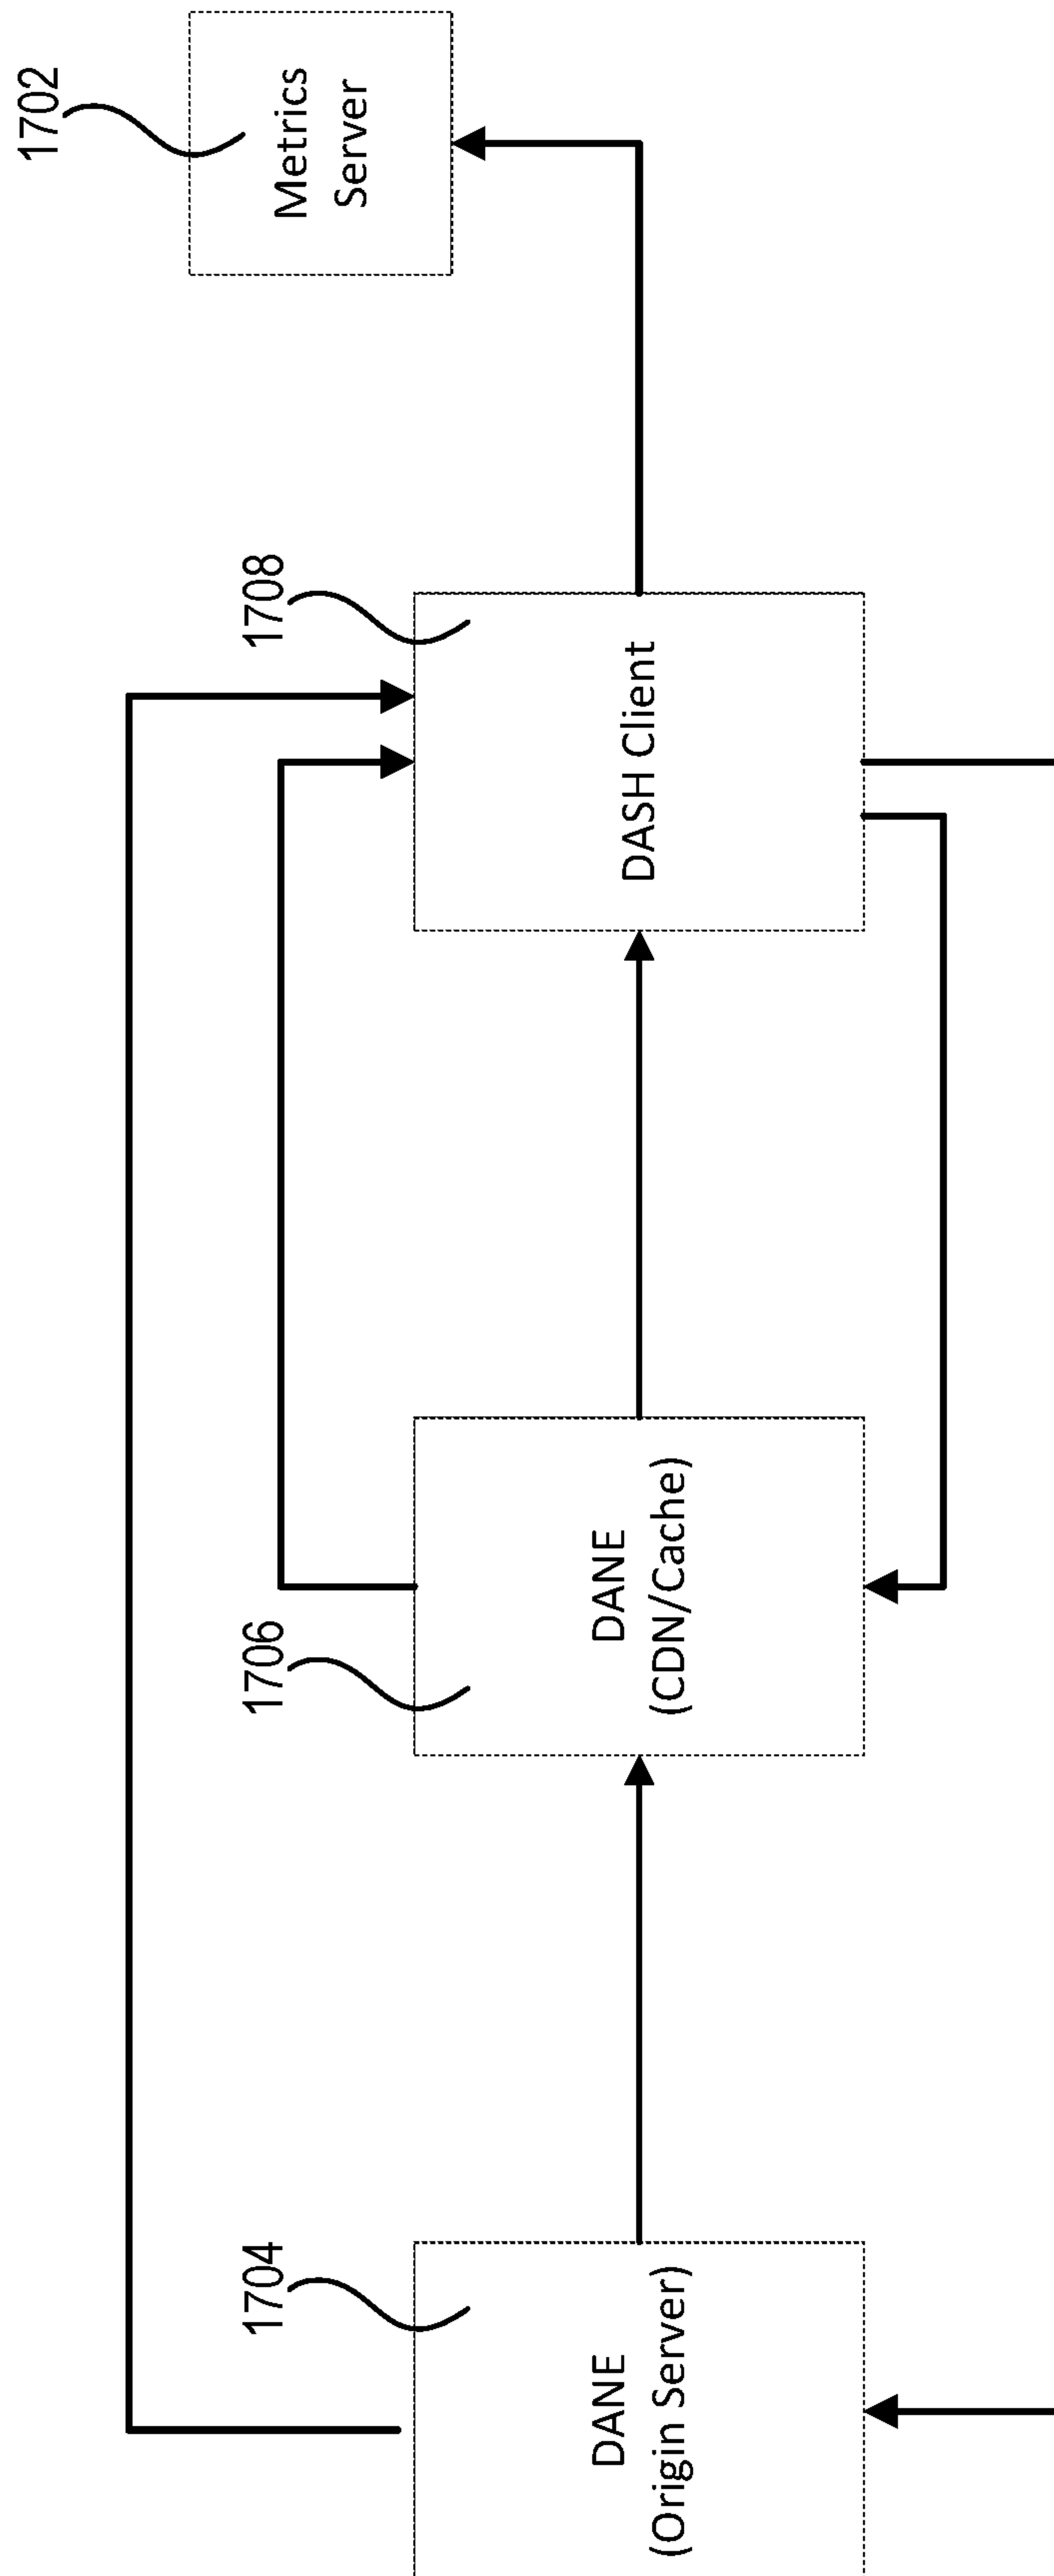 1702
Metrics
Server
1708
DASH Client
1706
DANE
(CDN/Cache)
1704
DANE
(Origin Server)